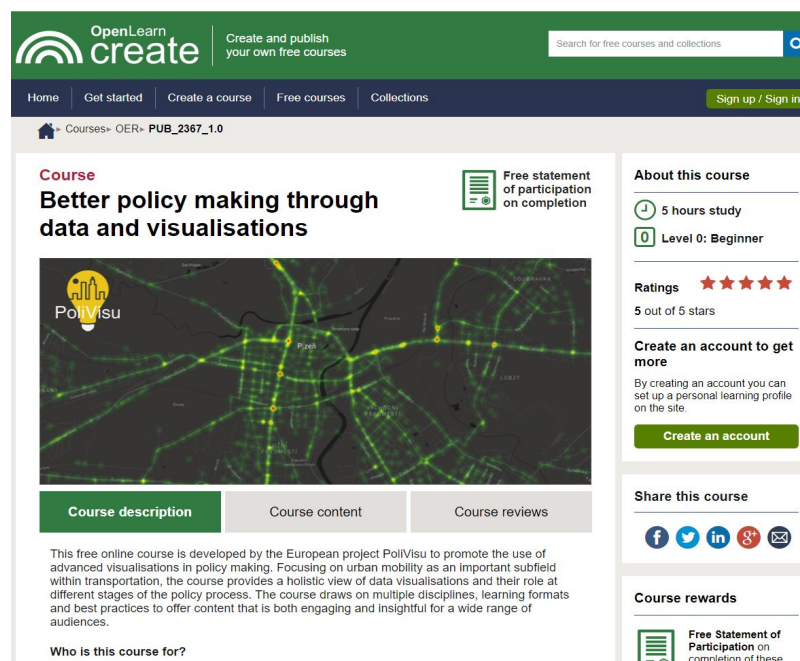 OpenLearn
create
Create and publish
your own free courses
Search for free courses and collections
Home
Get started
Create a course
Free courses
Collections
Sign up / Sign in
Courses
OER
PUB_2367_1.0
Course
Better policy making through
data and visualisations
Free statement
of participation
on completion
PoliVisu
Plzeň
DOUBRAVKA
LOBZY
Course description
Course content
Course reviews
This free online course is developed by the European project PoliVisu to promote the use of
advanced visualisations in policy making. Focusing on urban mobility as an important subfield
within transportation, the course provides a holistic view of data visualisations and their role at
different stages of the policy process. The course draws on multiple disciplines, learning formats
and best practices to offer content that is both engaging and insightful for a wide range of
audiences.
Who is this course for?
About this course
5 hours study
0
Level 0: Beginner
Ratings
5 out of 5 stars
Create an account to get
more
By creating an account you can
set up a personal learning profile
on the site.
Create an account
Share this course
f
in
g+
Course rewards
Free Statement of
Participation on
completion of these